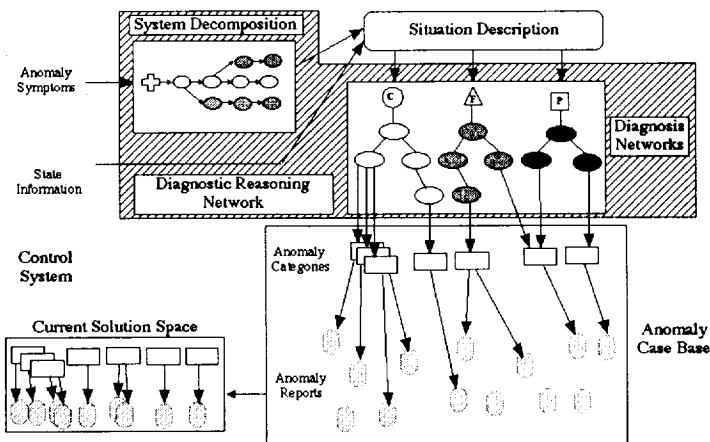 System Decomposition
Situation Description
Anomaly
Symptoms
C
F
P
Diagnosis
Networks
State
Information
Diagnostic Reasoning
Network
Control
System
Anomaly
Categories
Current Solution Space
Anomaly
Case Base
Anomaly
Reports